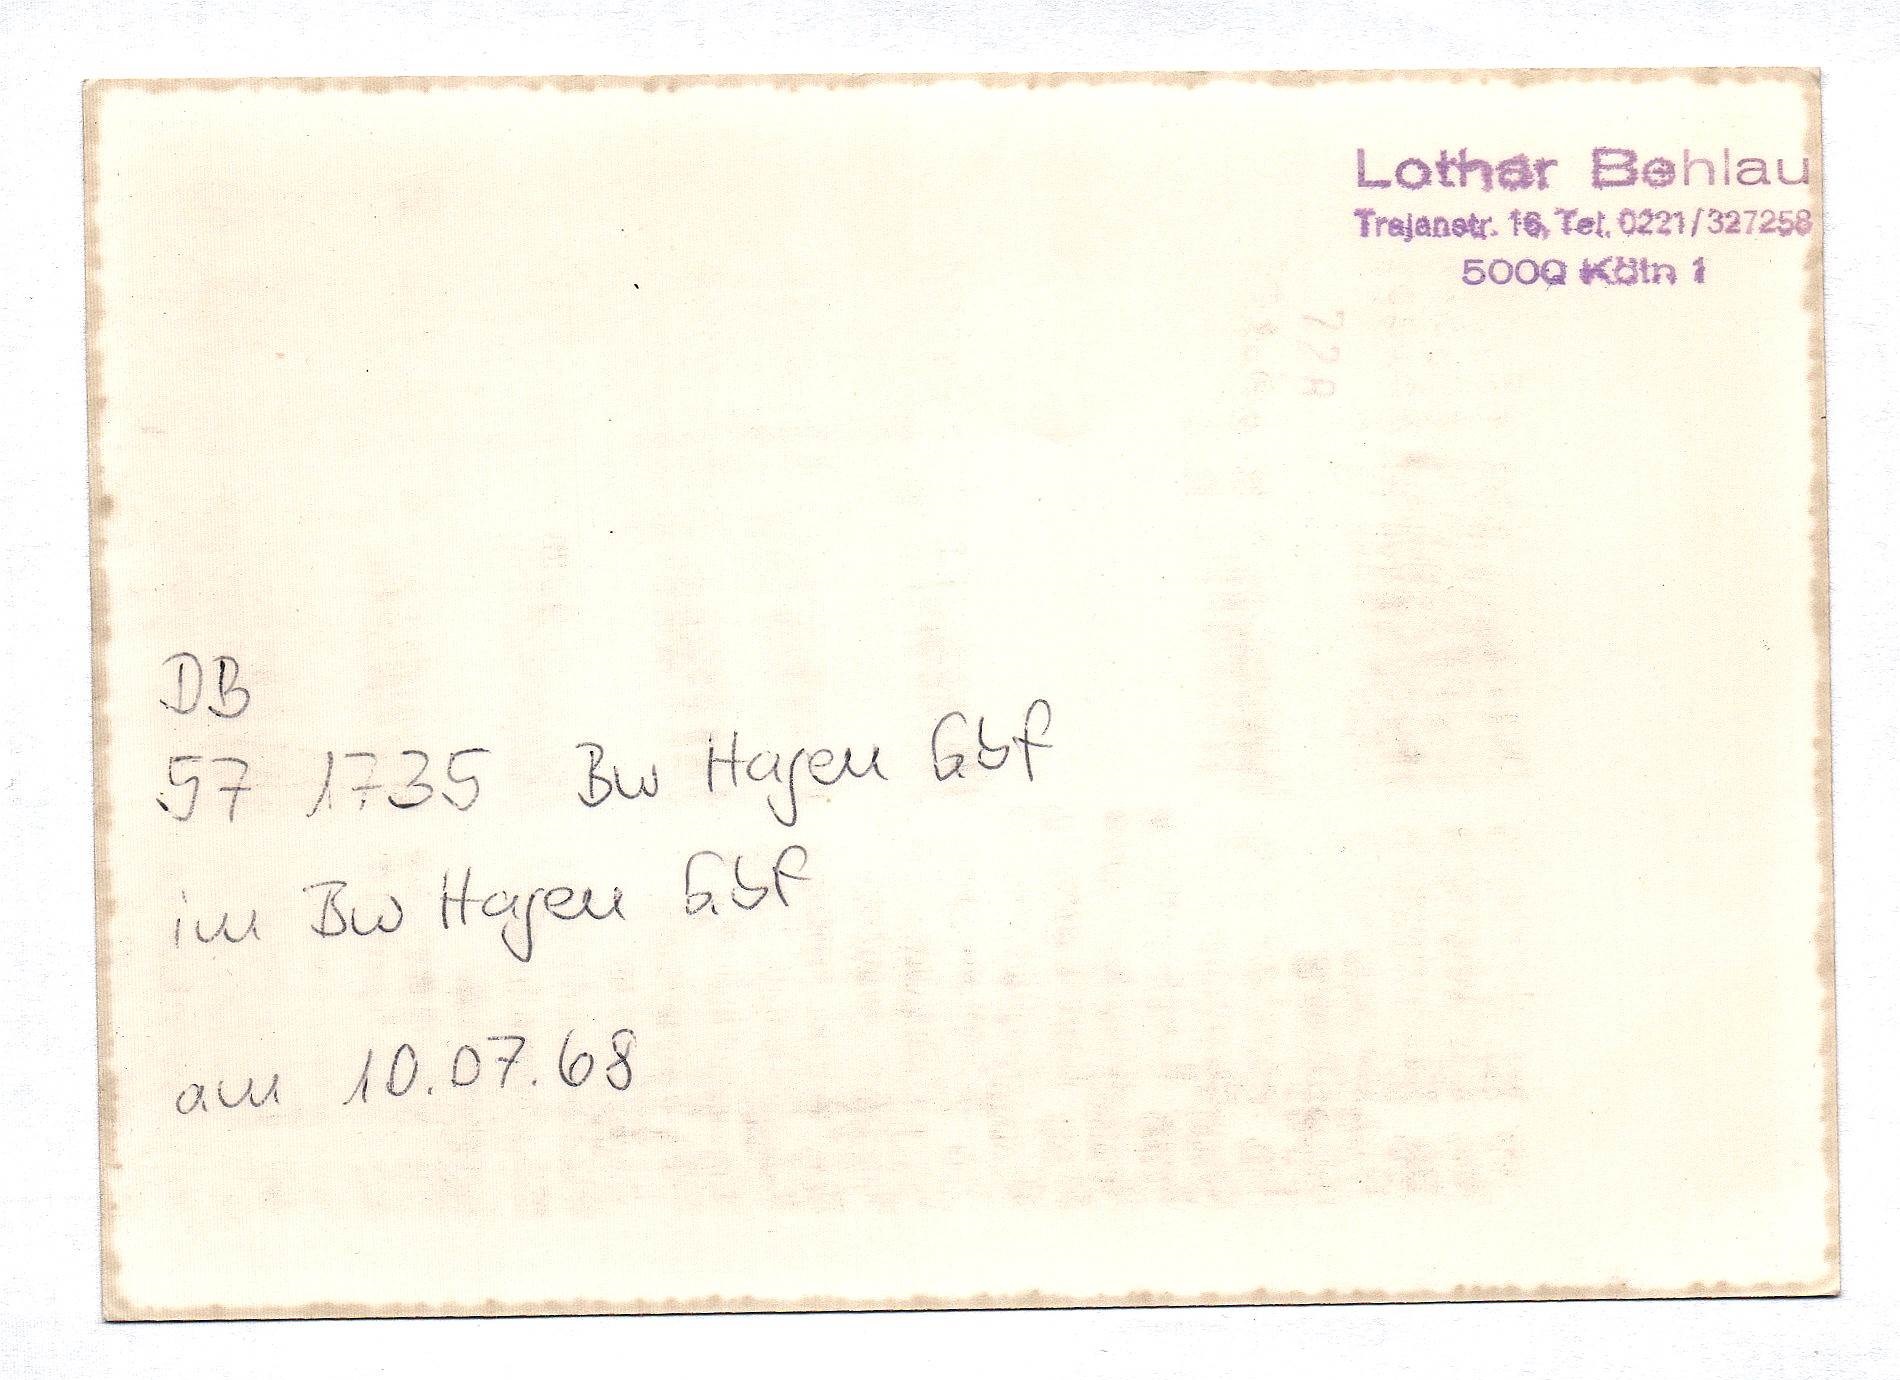 Lothar Behlau
Trajanstr. 16, Tel. 0221/327258
5000 Köln 1
DB
57 1735 Bw Hagen Gbf
im Bw Hagen Gbf
am 10.07.68